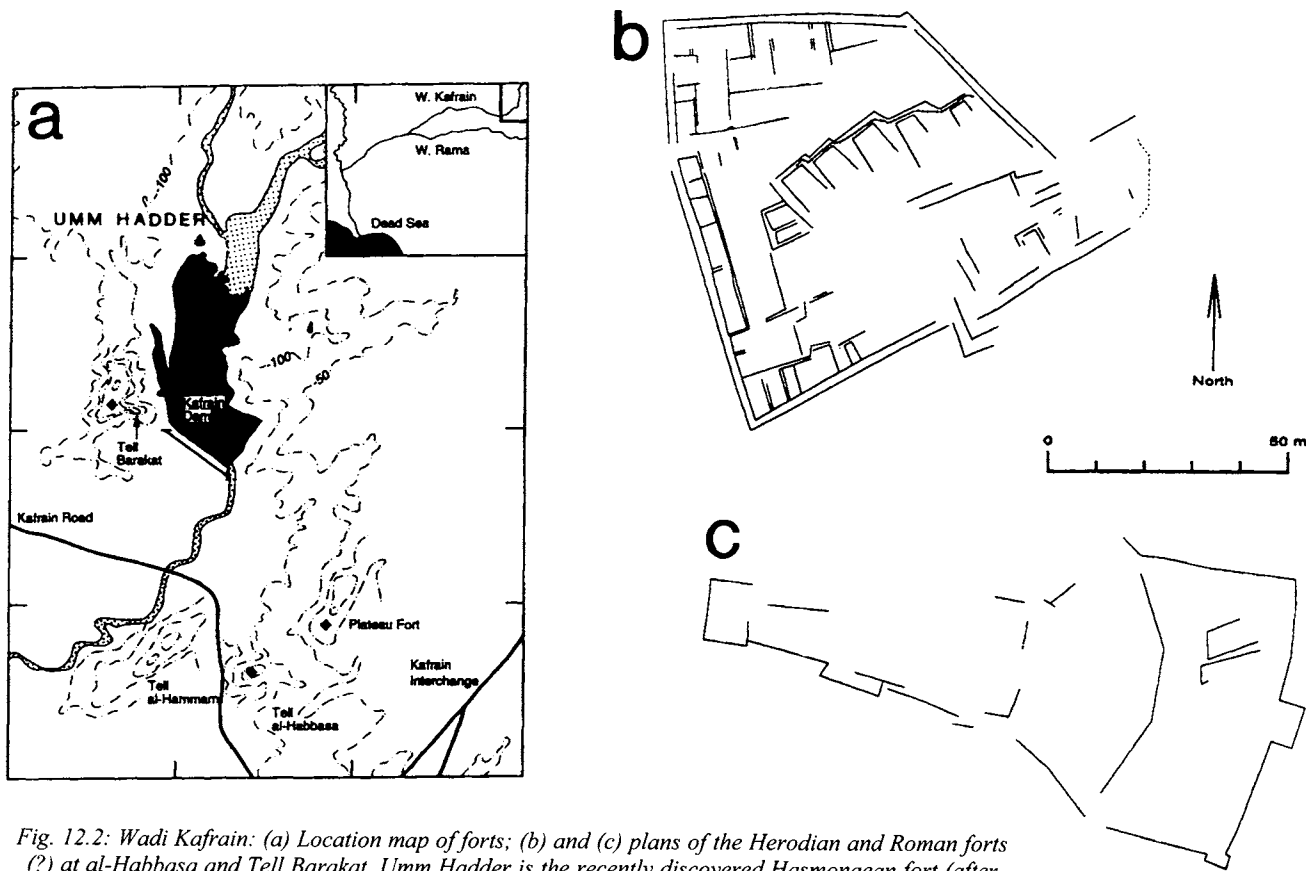 a
W. Kafrain
W. Rama
Dead Sea
100
UMM HADDER
100
50
Kafrain
Dam
Tell
Barakat
Kafrain Road
Plateau Fort
Tell
al-Hammam
Kafrain
Interchange
Tell
al-Habbasa
b
North
0 50 m
c
Fig. 12.2: Wadi Kafrain: (a) Location map of forts; (b) and (c) plans of the Herodian and Roman forts
(?) at al-Habbasa and Tell Barakat. Umm Hadder is the recently discovered Hasmonaean fort (after